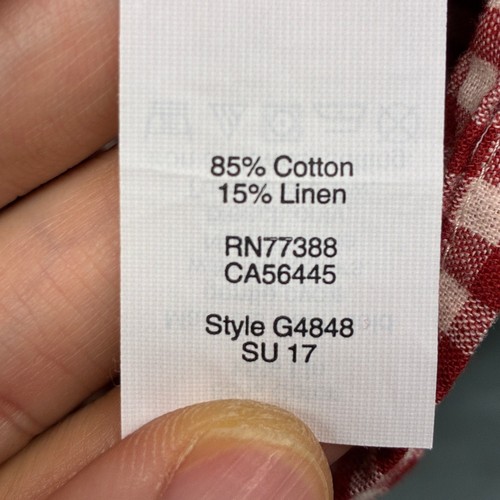 85% Cotton
15% Linen
RN77388
CA56445
Style G4848
SU 17